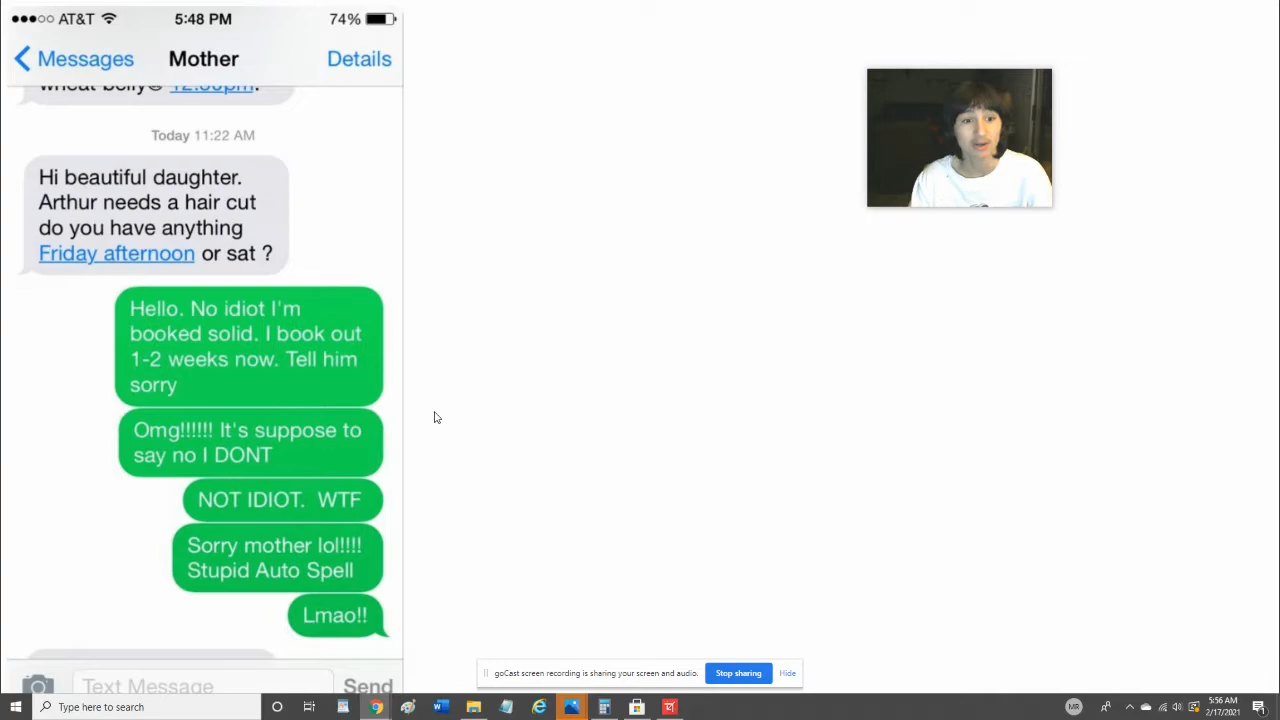 ●●●○○ AT&T 5:48 PM 74%
Messages Mother Details
wheat belly😊 12:30pm.
Today 11:22 AM
Hi beautiful daughter.
Arthur needs a hair cut
do you have anything
Friday afternoon or sat ?
Hello. No idiot I'm
booked solid. I book out
1-2 weeks now. Tell him
sorry
Omg!!!!!! It's suppose to
say no I DONT
NOT IDIOT. WTF
Sorry mother lol!!!!
Stupid Auto Spell
Lmao!!
Text Message Send
goCast screen recording is sharing your screen and audio. Stop sharing Hide
Type here to search
MR
5:56 AM
2/17/2021